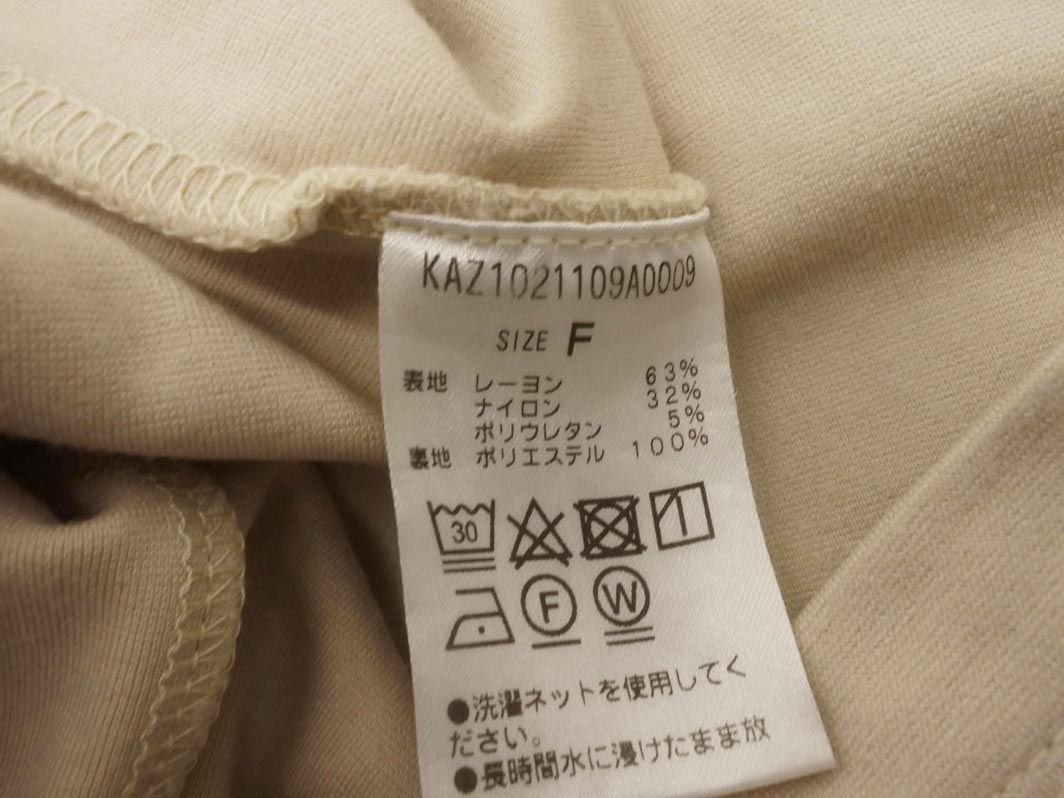 KAZ1021109A0009
SIZE F
表地 レーヨン 63%
ナイロン 32%
ポリウレタン 5%
裏地 ポリエステル 100%
30
F W
●洗濯ネットを使用してく
ださい。
●長時間水に浸けたまま放